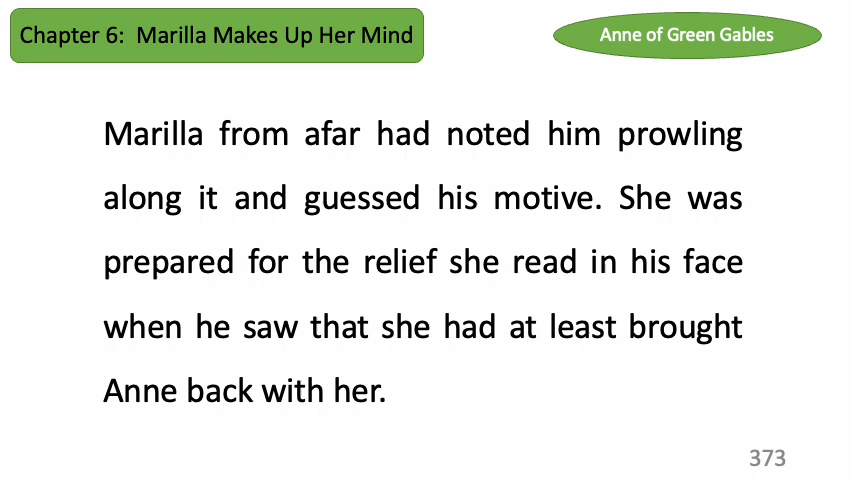 Chapter 6:  Marilla Makes Up Her Mind
Anne of Green Gables
Marilla from afar had noted him prowling
along it and guessed his motive. She was
prepared for the relief she read in his face
when he saw that she had at least brought
Anne back with her.
373